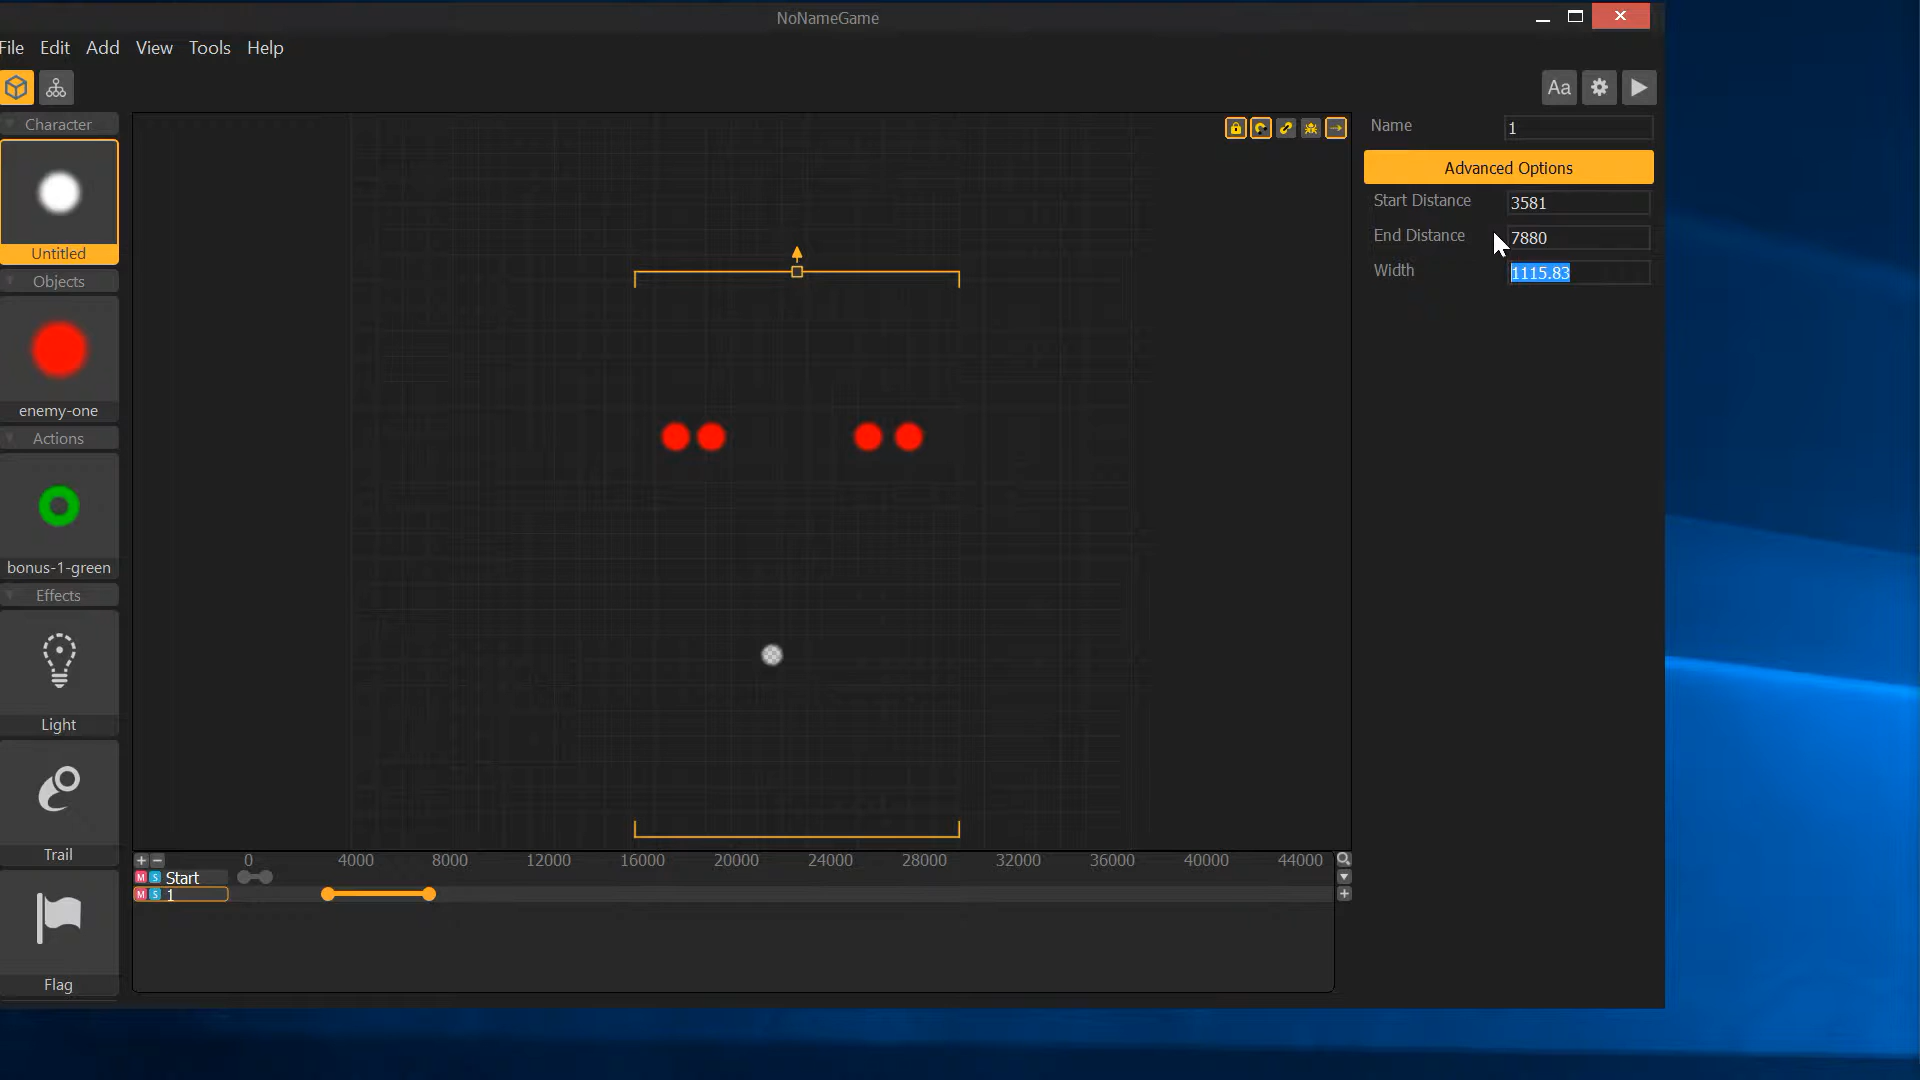 NoNameGame
File Edit Add View Tools Help
Aa
Character
Untitled
Objects
enemy-one
Actions
bonus-1-green
Effects
Light
Trail
Flag
Name 1
Advanced Options
Start Distance 3581
End Distance 7880
Width 1115.83
0 4000 8000 12000 16000 20000 24000 28000 32000 36000 40000 44000
M S Start
M S 1